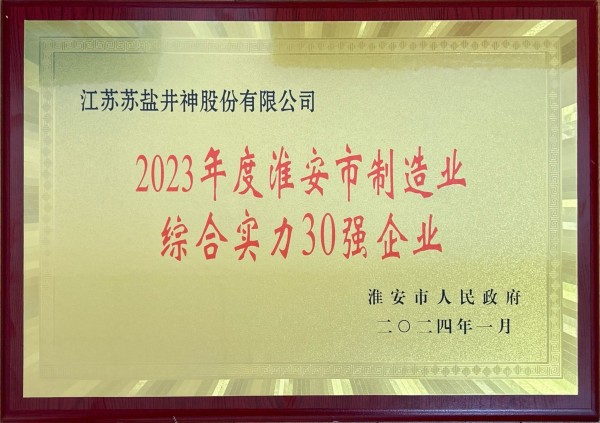 江苏苏盐井神股份有限公司
2023年度淮安市制造业
综合实力30强企业
淮安市人民政府
二〇二四年一月